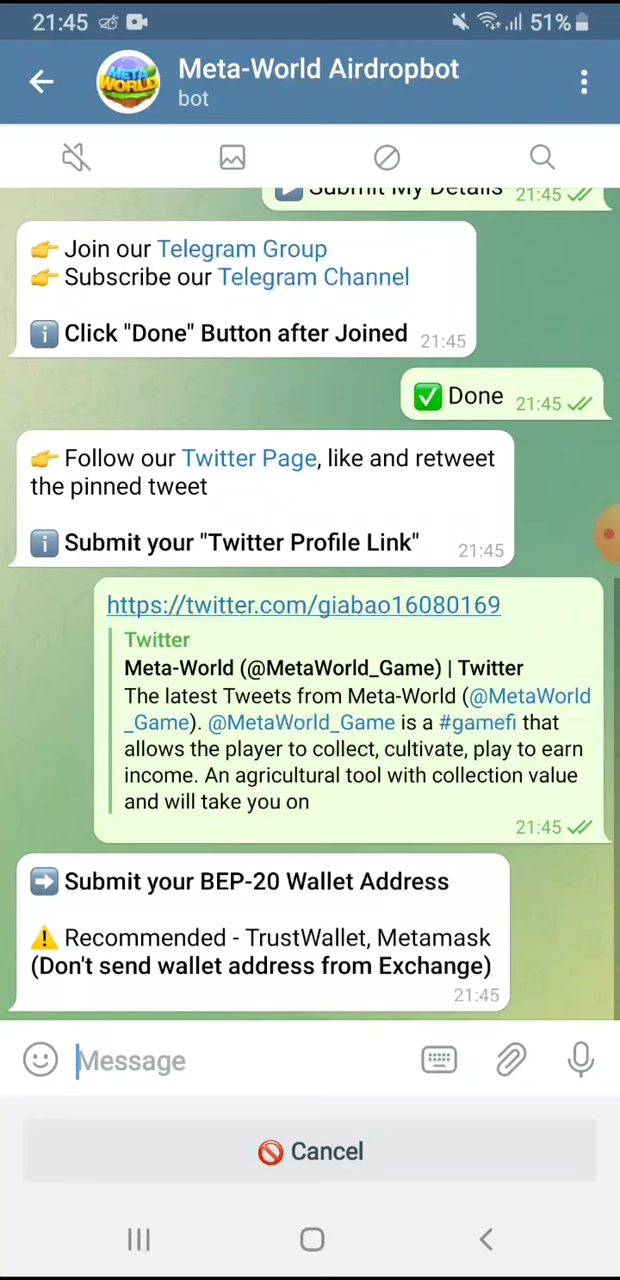 21:45
51%
META
WORLD
Meta-World Airdropbot
bot
Submit My Details 21:45
Join our Telegram Group
Subscribe our Telegram Channel
Click "Done" Button after Joined 21:45
Done 21:45
Follow our Twitter Page, like and retweet
the pinned tweet
Submit your "Twitter Profile Link" 21:45
https://twitter.com/giabao16080169
Twitter
Meta-World (@MetaWorld_Game) | Twitter
The latest Tweets from Meta-World (@MetaWorld
_Game). @MetaWorld_Game is a #gamefi that
allows the player to collect, cultivate, play to earn
income. An agricultural tool with collection value
and will take you on
21:45
Submit your BEP-20 Wallet Address
Recommended - TrustWallet, Metamask
(Don't send wallet address from Exchange)
21:45
Message
Cancel